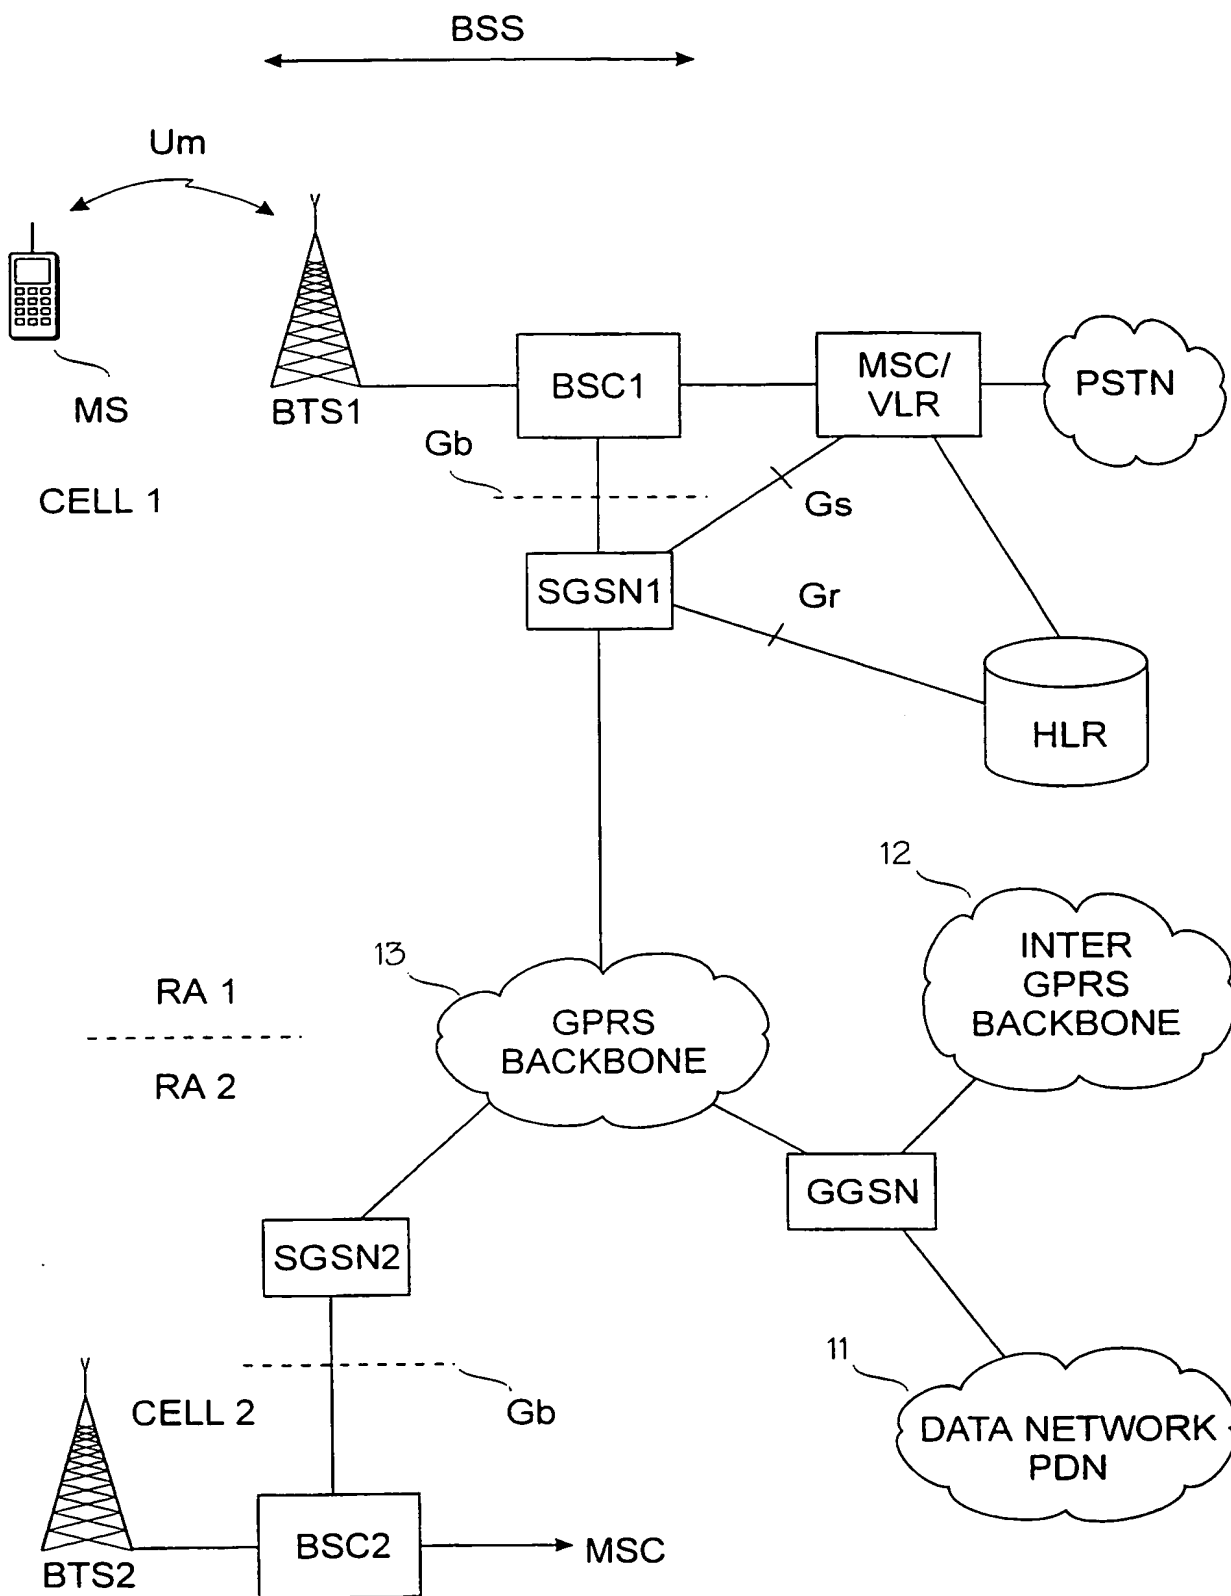 BSS
Um
MS
BTS1
BSC1
MSC/
VLR
PSTN
CELL 1
Gb
Gs
SGSN1
Gr
HLR
12
INTER
GPRS
BACKBONE
13
GPRS
BACKBONE
RA 1
RA 2
GGSN
SGSN2
11
DATA NETWORK
PDN
CELL 2
Gb
BTS2
BSC2
MSC